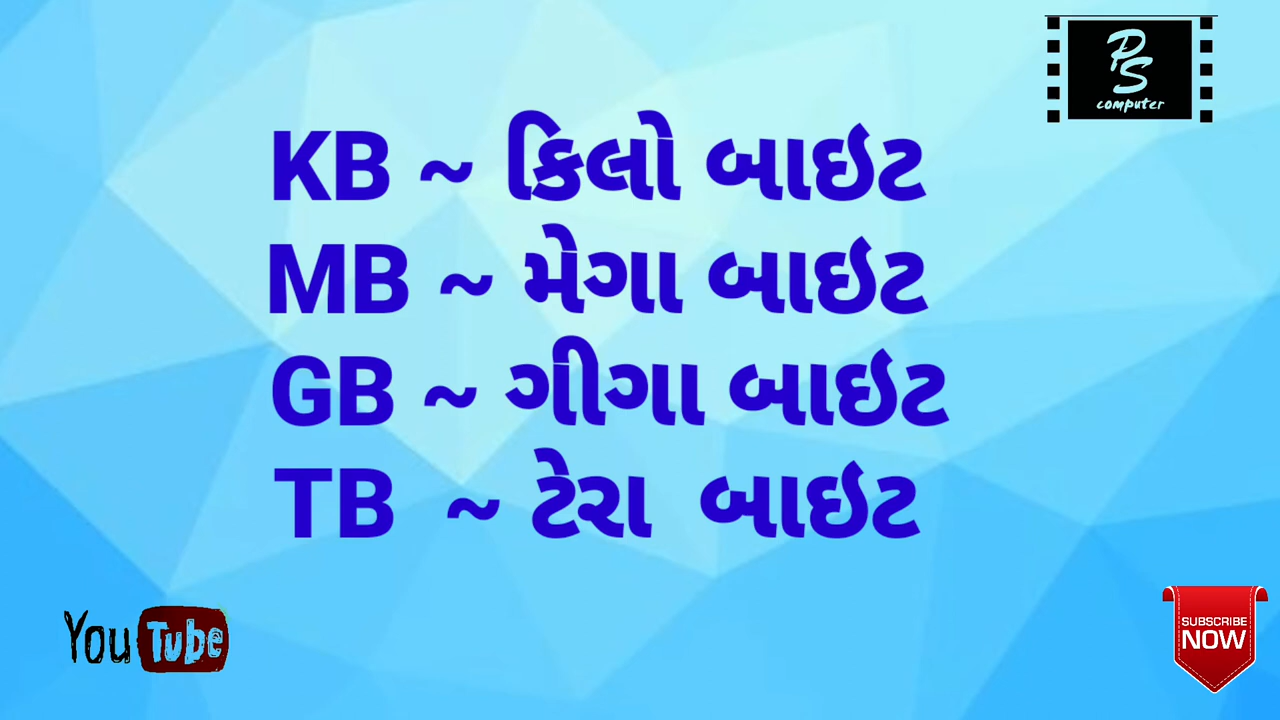 PS
computer
KB ~ કિલો બાઇટ
MB ~ મેગા બાઇટ
GB ~ ગીગા બાઇટ
TB ~ ટેરા બાઇટ
YouTube
SUBSCRIBE
NOW